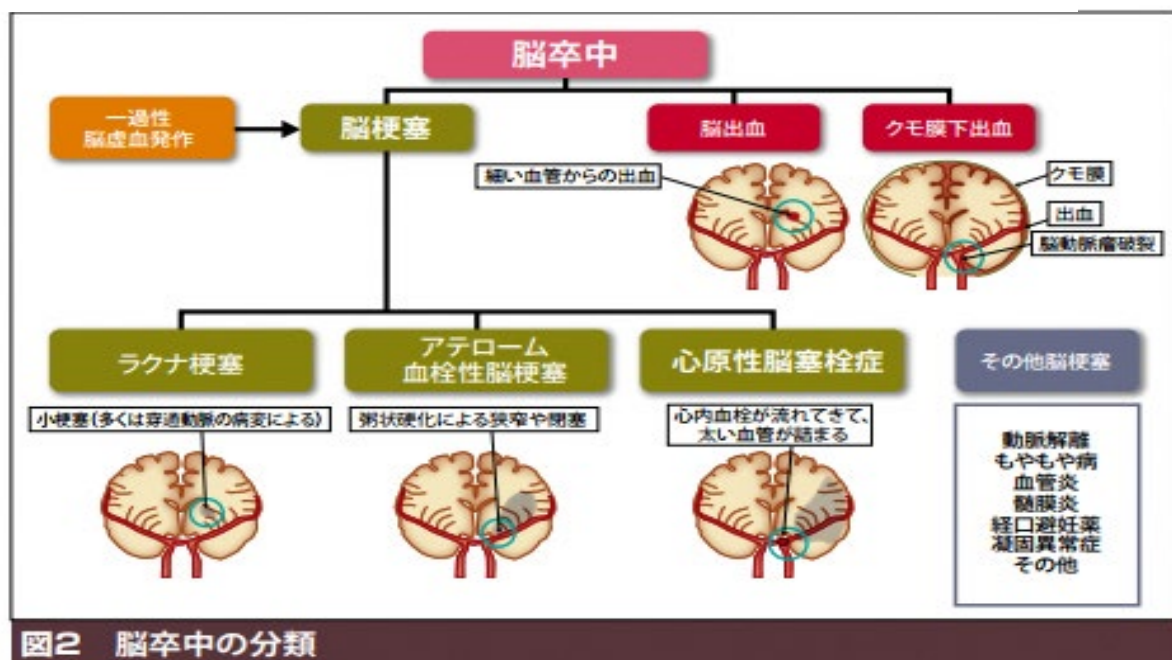 脳卒中
一過性
脳虚血発作
脳梗塞
脳出血
クモ膜下出血
細い血管からの出血
クモ膜
出血
脳動脈瘤破裂
ラクナ梗塞
アテローム
血栓性脳梗塞
心原性脳塞栓症
その他脳梗塞
小梗塞(多くは穿通動脈の病変による)
粥状硬化による狭窄や閉塞
心内血栓が流れてきて、
太い血管が詰まる
動脈解離
もやもや病
血管炎
髄膜炎
経口避妊薬
凝固異常症
その他
図2 脳卒中の分類